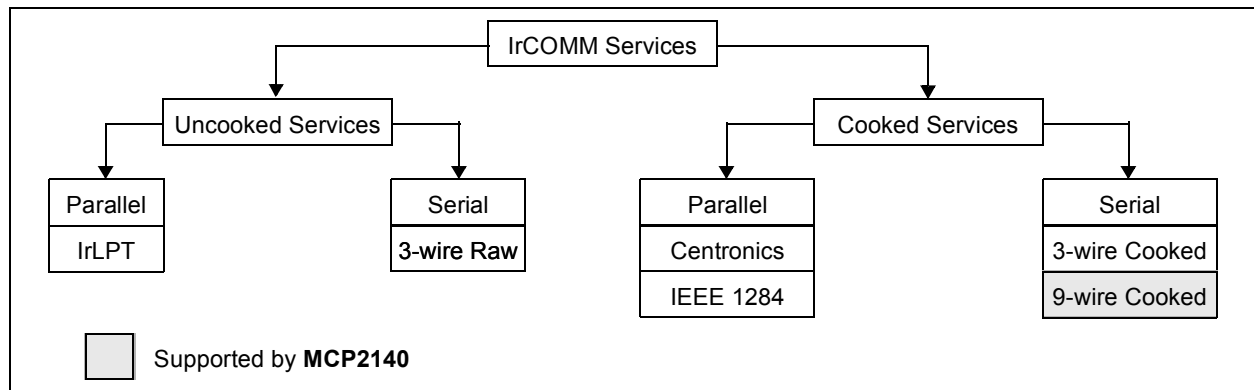 IrCOMM Services
Uncooked Services
Cooked Services
Parallel
IrLPT
Serial
3-wire Raw
Parallel
Centronics
IEEE 1284
Serial
3-wire Cooked
9-wire Cooked
Supported by MCP2140